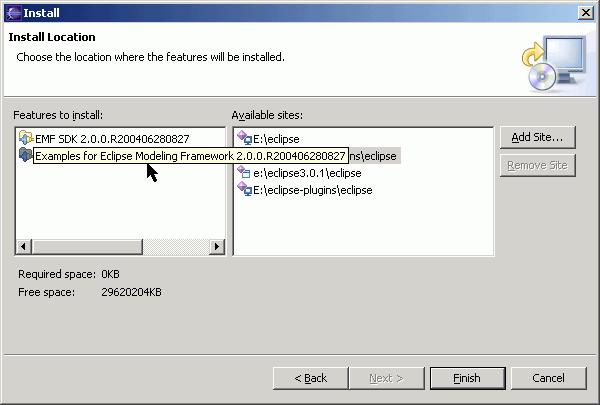 Install
Install Location
Choose the location where the features will be installed.
Features to install:
Available sites:
EMF SDK 2.0.0.R200406280827
Examples for Eclipse Modeling Framework 2.0.0.R200406280827
E:\eclipse
ns\eclipse
e:\eclipse3.0.1\eclipse
E:\eclipse-plugins\eclipse
Add Site...
Remove Site
Required space: 0KB
Free space: 29620204KB
< Back
Next >
Finish
Cancel